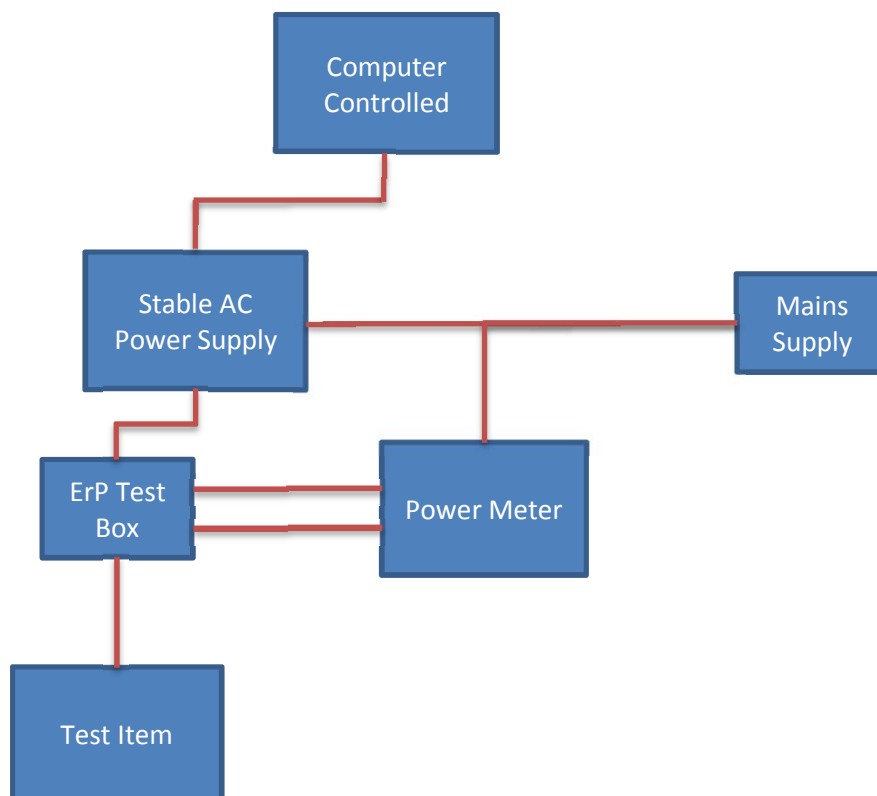 Computer
Controlled
Stable AC
Power Supply
Mains
Supply
ErP Test
Box
Power Meter
Test Item